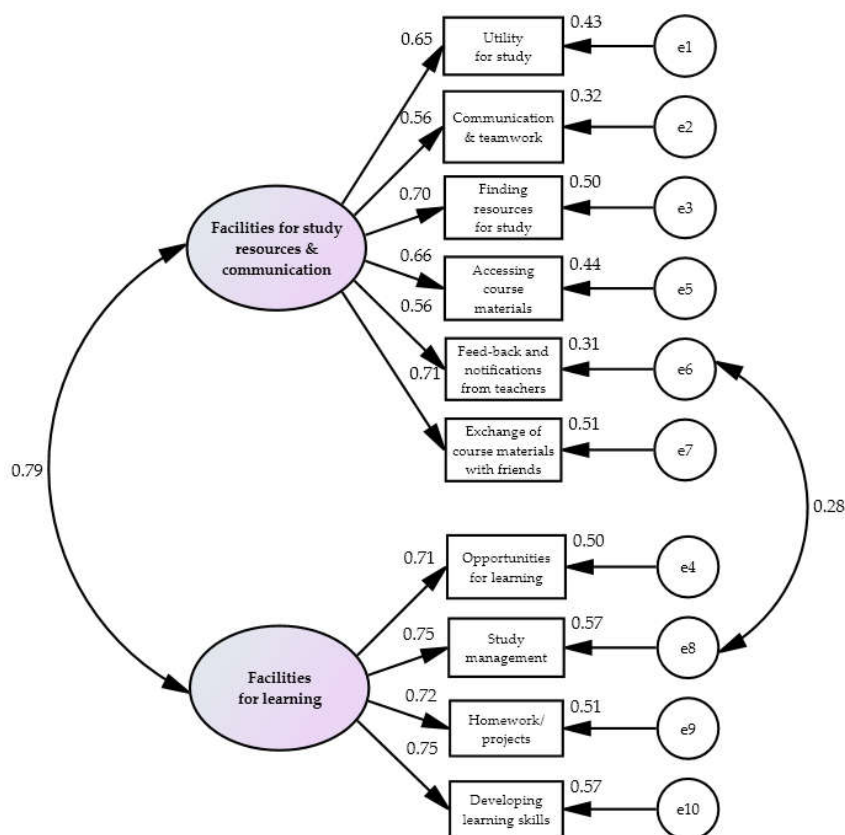 0.65
Utility
for study
0.43
e1
0.56
Communication
& teamwork
0.32
e2
0.70
Finding
resources
for study
0.50
e3
Facilities for study
resources &
communication
0.66
Accessing
course
materials
0.44
e5
0.56
Feed-back and
notifications
from teachers
0.31
e6
0.71
Exchange of
course materials
with friends
0.51
e7
0.79
0.28
0.71
Opportunities
for learning
0.50
e4
0.75
Study
management
0.57
e8
Facilities
for learning
0.72
Homework/
projects
0.51
e9
0.75
Developing
learning skills
0.57
e10